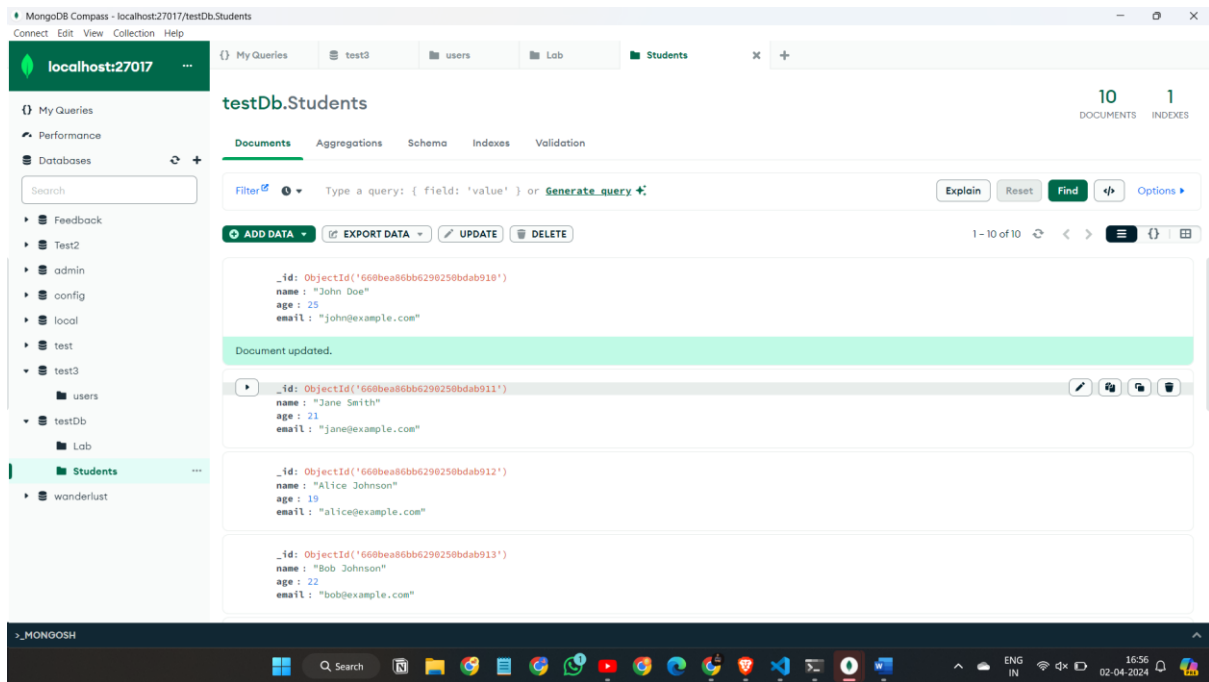 MongoDB Compass - localhost:27017/testDb.Students
Connect Edit View Collection Help
localhost:27017 ...
{} My Queries
Performance
Databases
Search
Feedback
Test2
admin
config
local
test
test3
users
testDb
Lab
Students ...
wanderlust
{} My Queries test3 users Lab Students
testDb.Students
10 DOCUMENTS
1 INDEXES
Documents Aggregations Schema Indexes Validation
Filter Type a query: { field: 'value' } or Generate query
Explain Reset Find </> Options
ADD DATA EXPORT DATA UPDATE DELETE
1 – 10 of 10 {}
_id: ObjectId('660bea86bb6290250bdab910')
name : "John Doe"
age : 25
email : "john@example.com"
Document updated.
_id: ObjectId('660bea86bb6290250bdab911')
name : "Jane Smith"
age : 21
email : "jane@example.com"
_id: ObjectId('660bea86bb6290250bdab912')
name : "Alice Johnson"
age : 19
email : "alice@example.com"
_id: ObjectId('660bea86bb6290250bdab913')
name : "Bob Johnson"
age : 22
email : "bob@example.com"
>_MONGOSH
Search
ENG
IN
16:56
02-04-2024